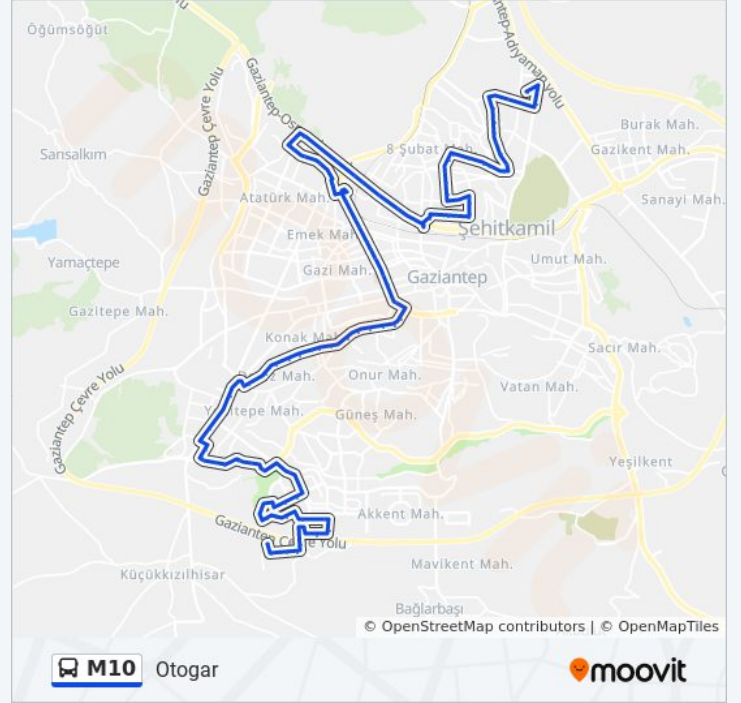 Öğümsöğüt
Gaziantep Çevre Yolu
Gaziantep-Os
ntep-Adıyaman Yolu
Burak Mah.
8 Şubat Mah.
Gazikent Mah.
Sarısalkım
Atatürk Mah.
Sanayi Mah.
Emek Mah
Şehitkamil
Yamaçtepe
Gazi Mah.
Gaziantep
Umut Mah.
Gazitepe Mah.
Konak Mah
Sacır Mah.
Mah.
Onur Mah.
Vatan Mah.
Gaziantep Çevre Yolu
tepe Mah.
Güneş Mah.
Yeşilkent
Akkent Mah.
Gaziantep Çevre Yolu
Küçükkızılhisar
Mavikent Mah.
Bağlarbaşı
© OpenStreetMap contributors | © OpenMapTiles
M10 Otogar
moovit